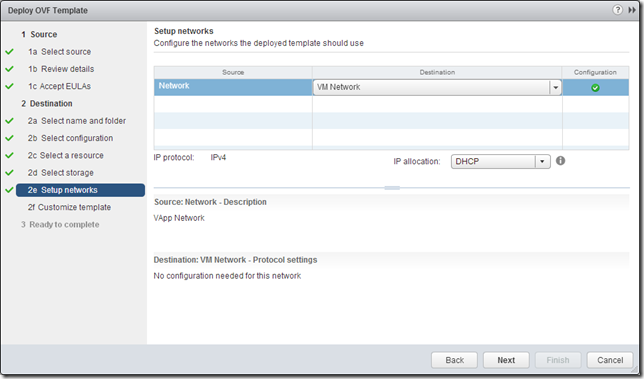 Deploy OVF Template
1 Source
1a Select source
1b Review details
1c Accept EULAs
2 Destination
2a Select name and folder
2b Select configuration
2c Select a resource
2d Select storage
2e Setup networks
2f Customize template
3 Ready to complete
Setup networks
Configure the networks the deployed template should use
Source Destination Configuration
Network VM Network
IP protocol: IPv4 IP allocation: DHCP
Source: Network - Description
VApp Network
Destination: VM Network - Protocol settings
No configuration needed for this network
Back Next Finish Cancel